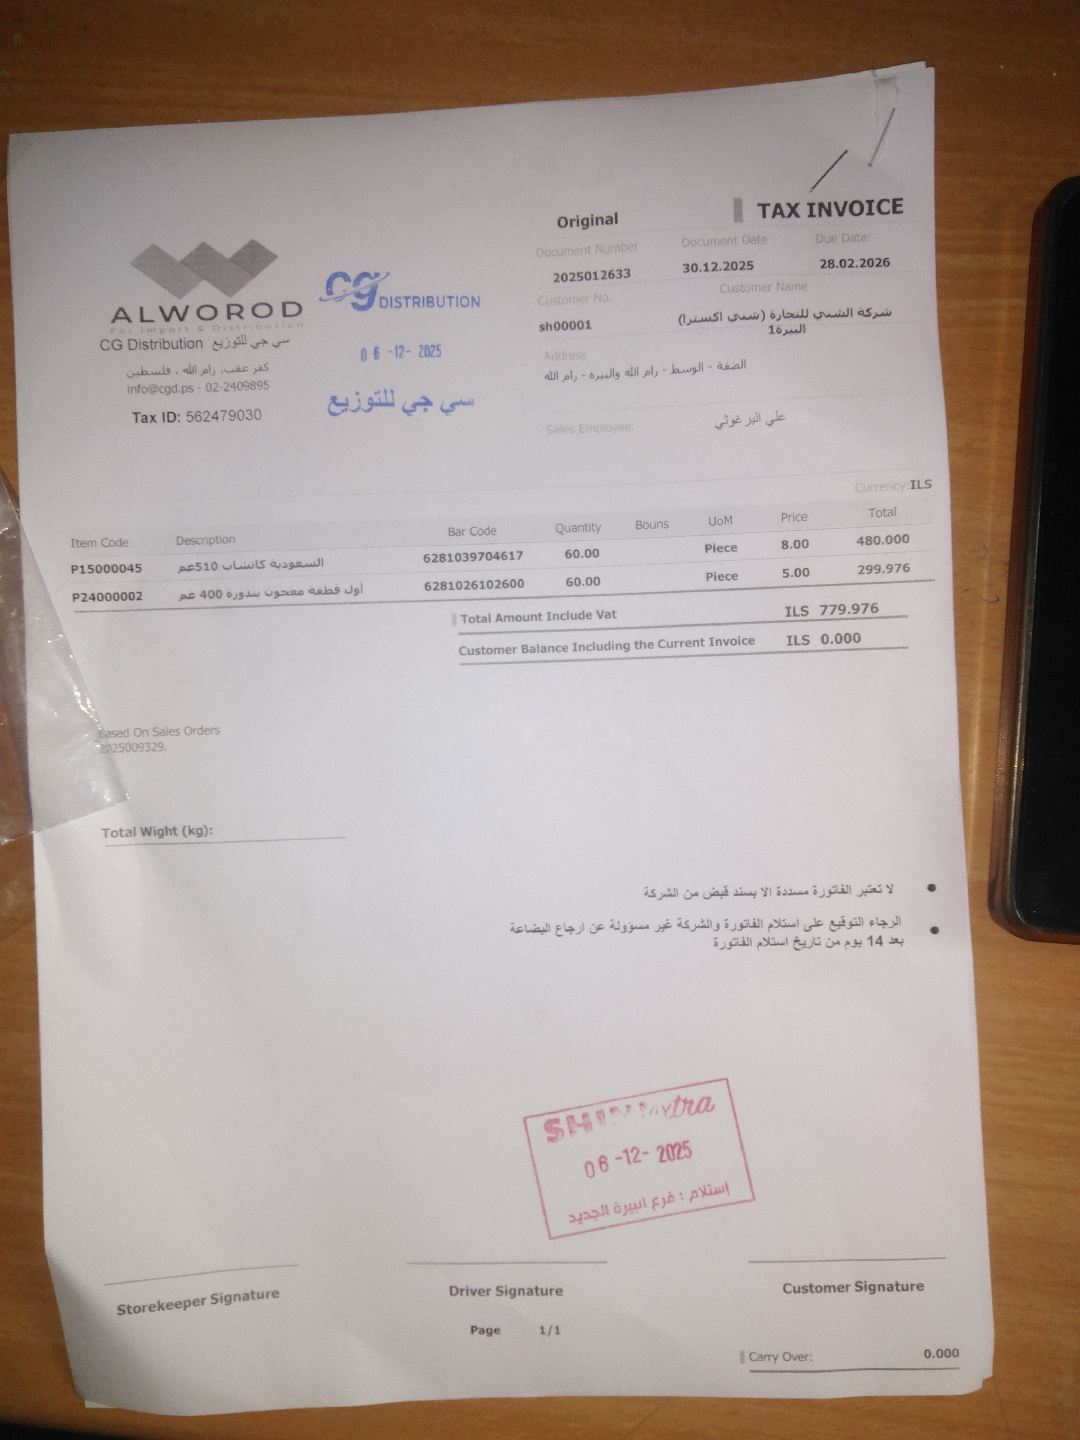 TAX INVOICE
Original
Document Number
Document Date
Due Date:
2025012633
30.12.2025
28.02.2026
Customer No.
Customer Name
sh00001
شركة الشني للتجارة (شني اكسترا)
البيرة1
Address
الضفة - الوسط - رام الله والبيره - رام الله
Sales Employee:
علي البرغوثي
ALWOROD
For Import & Distribution
CG Distribution سي جي للتوزيع
كفر عقب، رام الله ، فلسطين
info@cgd.ps - 02-2409895
Tax ID: 562479030
cg DISTRIBUTION
06-12-2025
سي جي للتوزيع
Currency:ILS
Item Code Description Bar Code Quantity Bouns UoM Price Total
P15000045 السعودية كاتشاب 510غم 6281039704617 60.00 Piece 8.00 480.000
P24000002 أول قطفه معجون بندورة 400 غم 6281026102600 60.00 Piece 5.00 299.976
Total Amount Include Vat ILS 779.976
Customer Balance Including the Current Invoice ILS 0.000
Based On Sales Orders
2025009329.
Total Wight (kg):
لا تعتبر الفاتورة مسددة الا بسند قبض من الشركة
الرجاء التوقيع على استلام الفاتورة والشركة غير مسؤولة عن ارجاع البضاعة
بعد 14 يوم من تاريخ استلام الفاتورة
extra
06-12-2025
إستلام : فرع البيرة الجديد
Storekeeper Signature
Driver Signature
Customer Signature
Page 1/1
Carry Over: 0.000